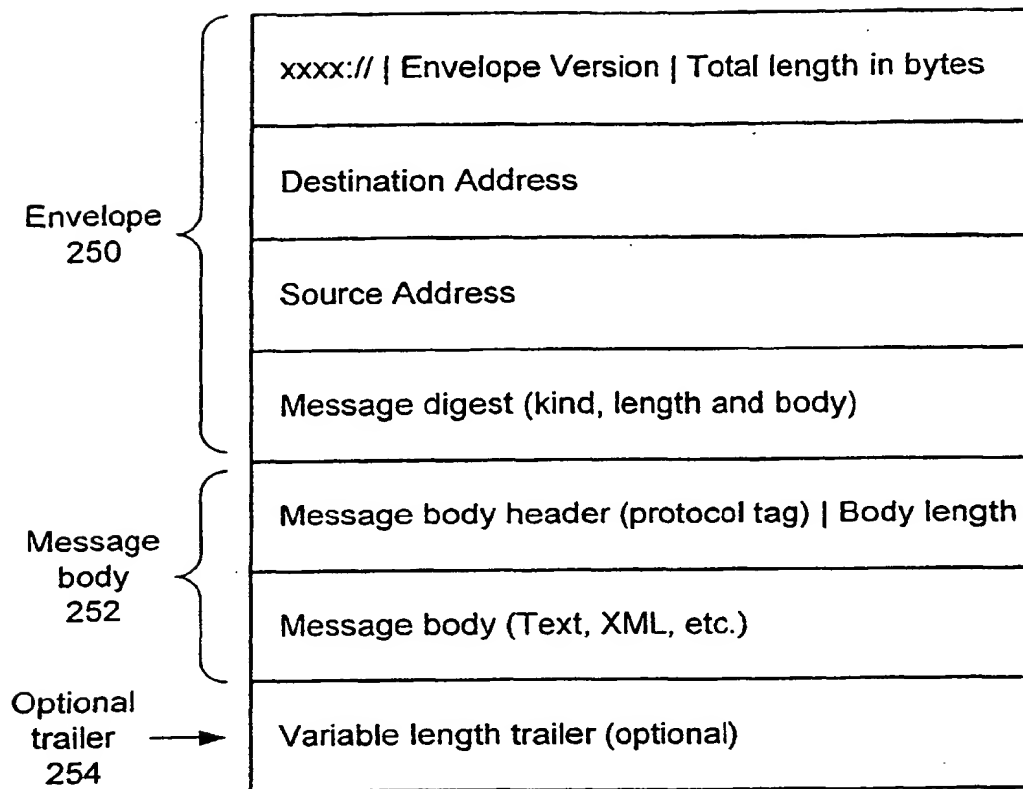 xxxx:// | Envelope Version | Total length in bytes
Destination Address
Envelope
250
Source Address
Message digest (kind, length and body)
Message body header (protocol tag) | Body length
Message
body
252
Message body (Text, XML, etc.)
Optional
trailer
254
Variable length trailer (optional)